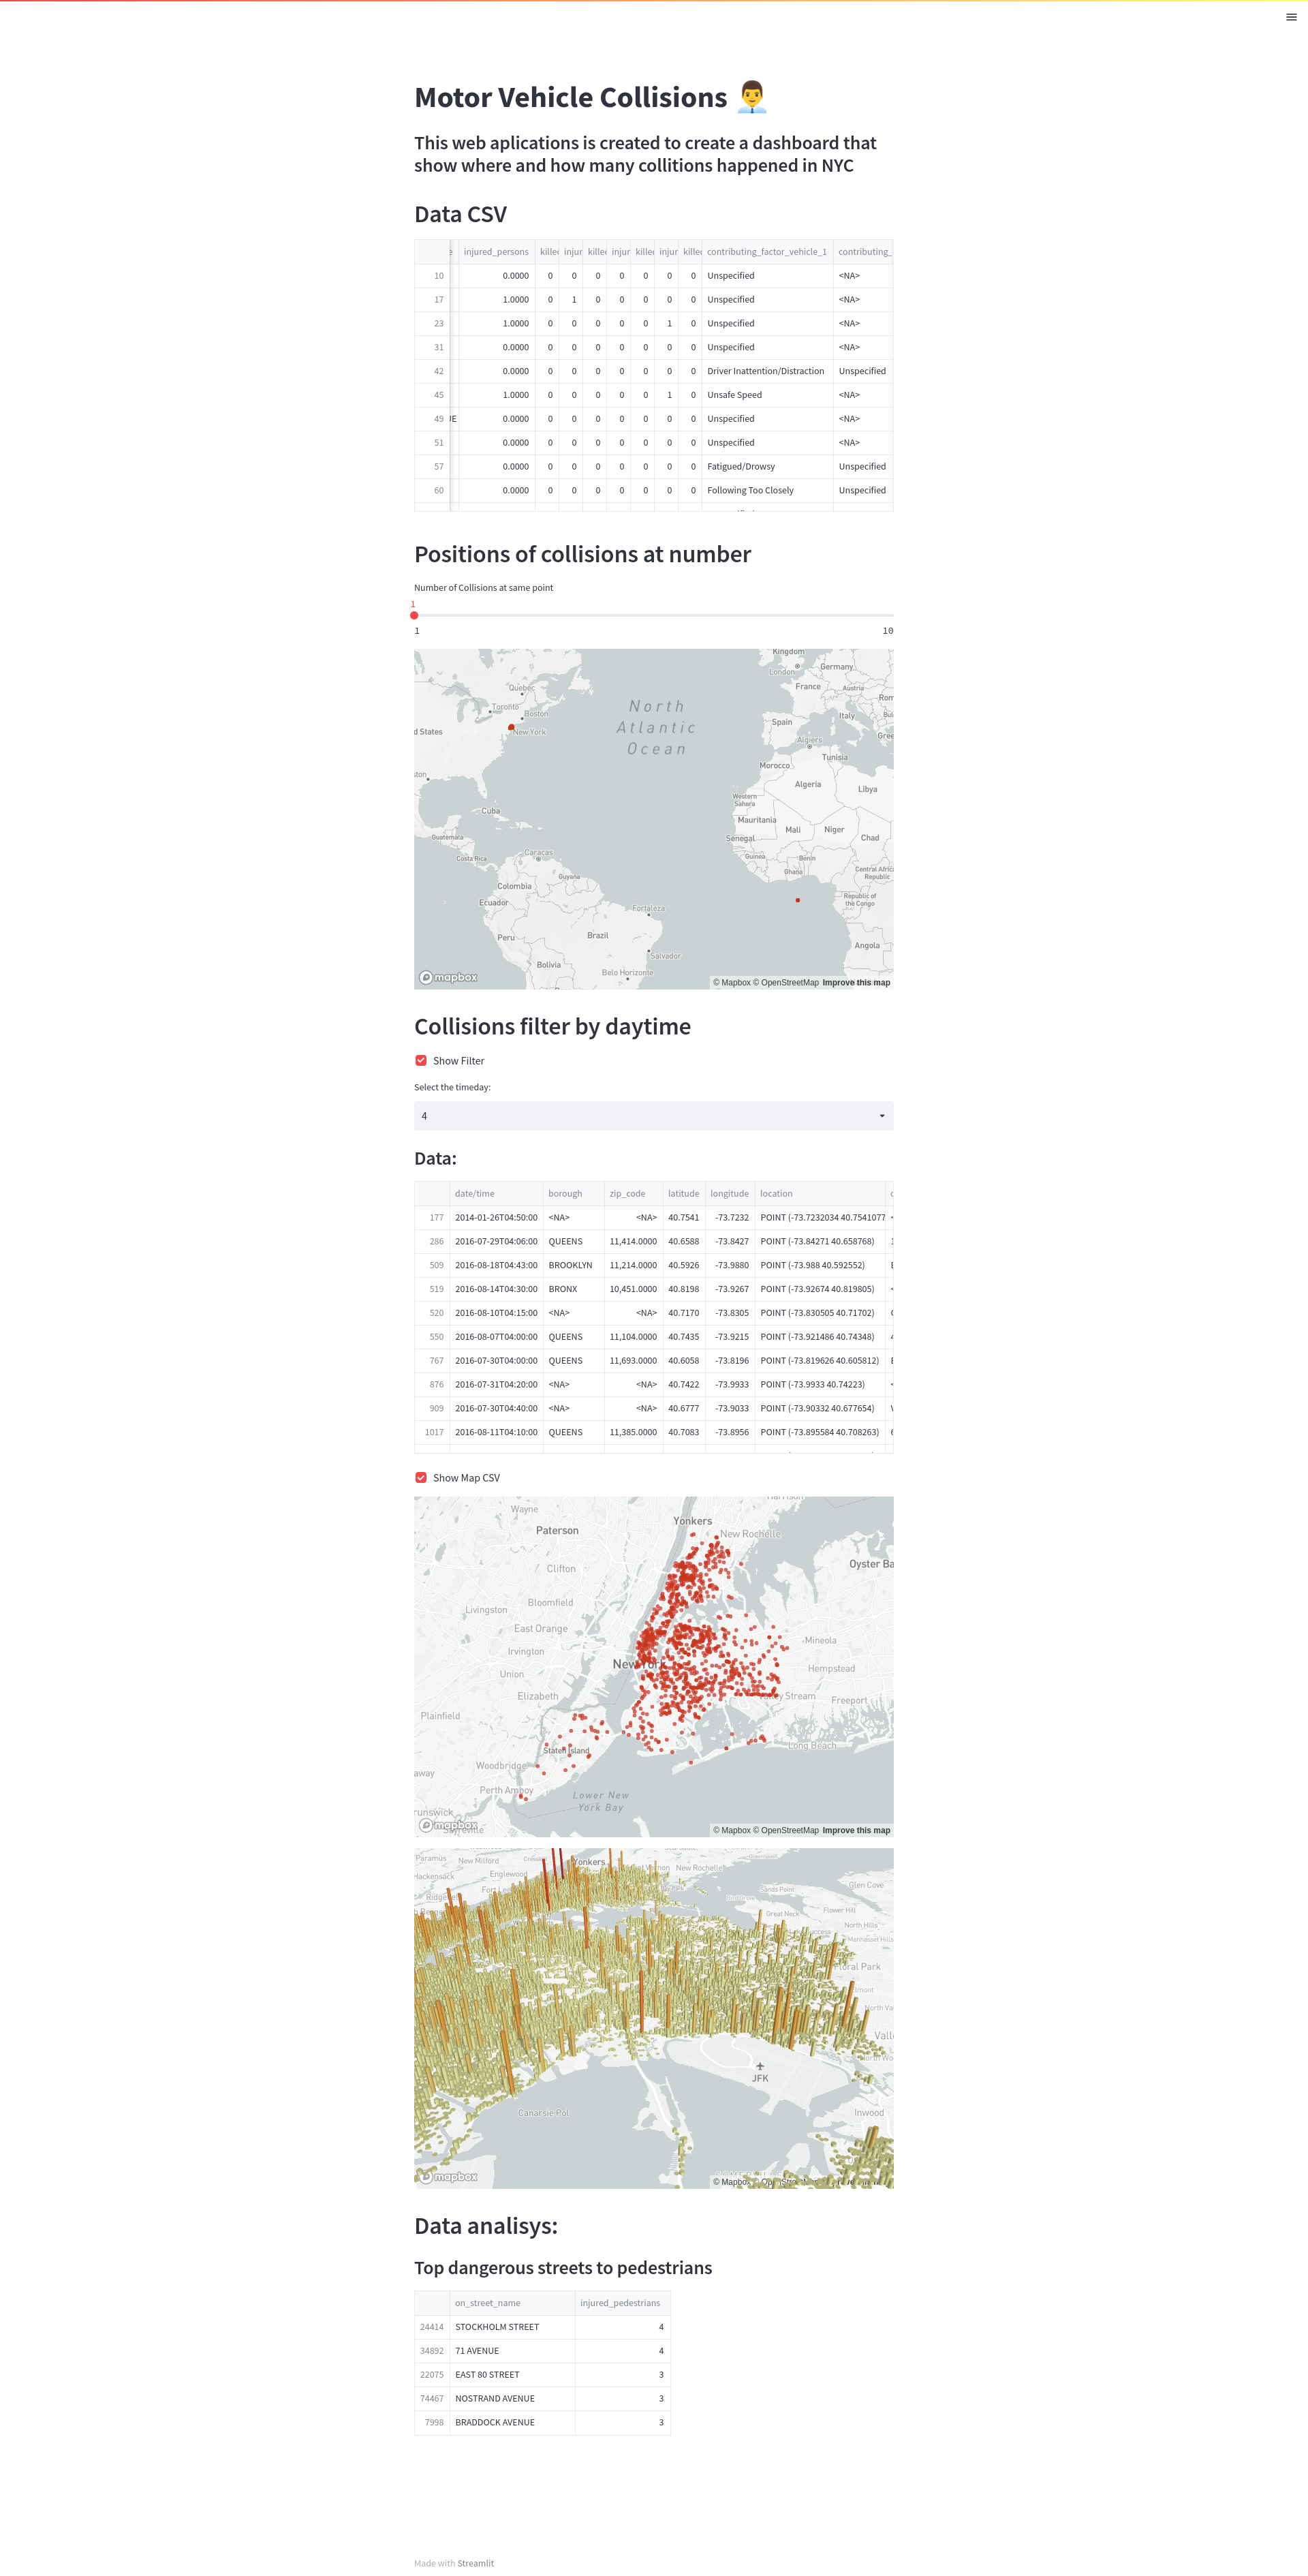 Motor Vehicle Collisions 👨‍💼
This web aplications is created to create a dashboard that
show where and how many collitions happened in NYC
Data CSV
e injured_persons killed injur killed injur killed injur killed contributing_factor_vehicle_1 contributing_
10 0.0000 0 0 0 0 0 0 0 Unspecified <NA>
17 1.0000 0 1 0 0 0 0 0 Unspecified <NA>
23 1.0000 0 0 0 0 0 1 0 Unspecified <NA>
31 0.0000 0 0 0 0 0 0 0 Unspecified <NA>
42 0.0000 0 0 0 0 0 0 0 Driver Inattention/Distraction Unspecified
45 1.0000 0 0 0 0 0 1 0 Unsafe Speed <NA>
49 UE 0.0000 0 0 0 0 0 0 0 Unspecified <NA>
51 0.0000 0 0 0 0 0 0 0 Unspecified <NA>
57 0.0000 0 0 0 0 0 0 0 Fatigued/Drowsy Unspecified
60 0.0000 0 0 0 0 0 0 0 Following Too Closely Unspecified
Positions of collisions at number
Number of Collisions at same point
1
1 10
Kingdom
London Germany
Quebec France Austria
Toronto North Rom
Boston Spain Italy Bul
d States New York Atlantic Gree
Ocean Algiers
Tunisia
Morocco
ston Algeria
Libya
Western
Sahara
Cuba
Mauritania
Mali Niger
Guatemala Senegal Chad
Costa Rica Caracas Guinea Benin
Ghana
Guyana Central Africa
Colombia Republic
Ecuador Republic of
the Congo
Fortaleza
Peru Brazil
Angola
Salvador
Bolivia
Belo Horizonte
mapbox
© Mapbox © OpenStreetMap Improve this map
Collisions filter by daytime
Show Filter
Select the timeday:
4
Data:
date/time borough zip_code latitude longitude location
177 2014-01-26T04:50:00 <NA> <NA> 40.7541 -73.7232 POINT (-73.7232034 40.7541077
286 2016-07-29T04:06:00 QUEENS 11,414.0000 40.6588 -73.8427 POINT (-73.84271 40.658768)
509 2016-08-18T04:43:00 BROOKLYN 11,214.0000 40.5926 -73.9880 POINT (-73.988 40.592552)
519 2016-08-14T04:30:00 BRONX 10,451.0000 40.8198 -73.9267 POINT (-73.92674 40.819805)
520 2016-08-10T04:15:00 <NA> <NA> 40.7170 -73.8305 POINT (-73.830505 40.71702)
550 2016-08-07T04:00:00 QUEENS 11,104.0000 40.7435 -73.9215 POINT (-73.921486 40.74348)
767 2016-07-30T04:00:00 QUEENS 11,693.0000 40.6058 -73.8196 POINT (-73.819626 40.605812)
876 2016-07-31T04:20:00 <NA> <NA> 40.7422 -73.9933 POINT (-73.9933 40.74223)
909 2016-07-30T04:40:00 <NA> <NA> 40.6777 -73.9033 POINT (-73.90332 40.677654)
1017 2016-08-11T04:10:00 QUEENS 11,385.0000 40.7083 -73.8956 POINT (-73.895584 40.708263)
Show Map CSV
Harrison
Wayne
Yonkers
Paterson New Rochelle
Oyster Ba
Clifton
Bloomfield
Livingston
East Orange
Mineola
Irvington
New York Hempstead
Union
Elizabeth Valley Stream Freeport
Plainfield
Long Beach
Staten Island
Woodbridge
away
Perth Amboy
Lower New
York Bay
runswick
Sayreville
mapbox
© Mapbox © OpenStreetMap Improve this map
Paramus New Milford Yonkers New Rochelle
Hackensack Englewood Glen Cove
Sands Point
Great Neck Flower Hill
North Hills
Manhasset Hills
Floral Park
Valle
JFK
Canarsie Pol Inwood
mapbox
© Mapbox
Data analisys:
Top dangerous streets to pedestrians
on_street_name injured_pedestrians
24414 STOCKHOLM STREET 4
34892 71 AVENUE 4
22075 EAST 80 STREET 3
74467 NOSTRAND AVENUE 3
7998 BRADDOCK AVENUE 3
Made with Streamlit